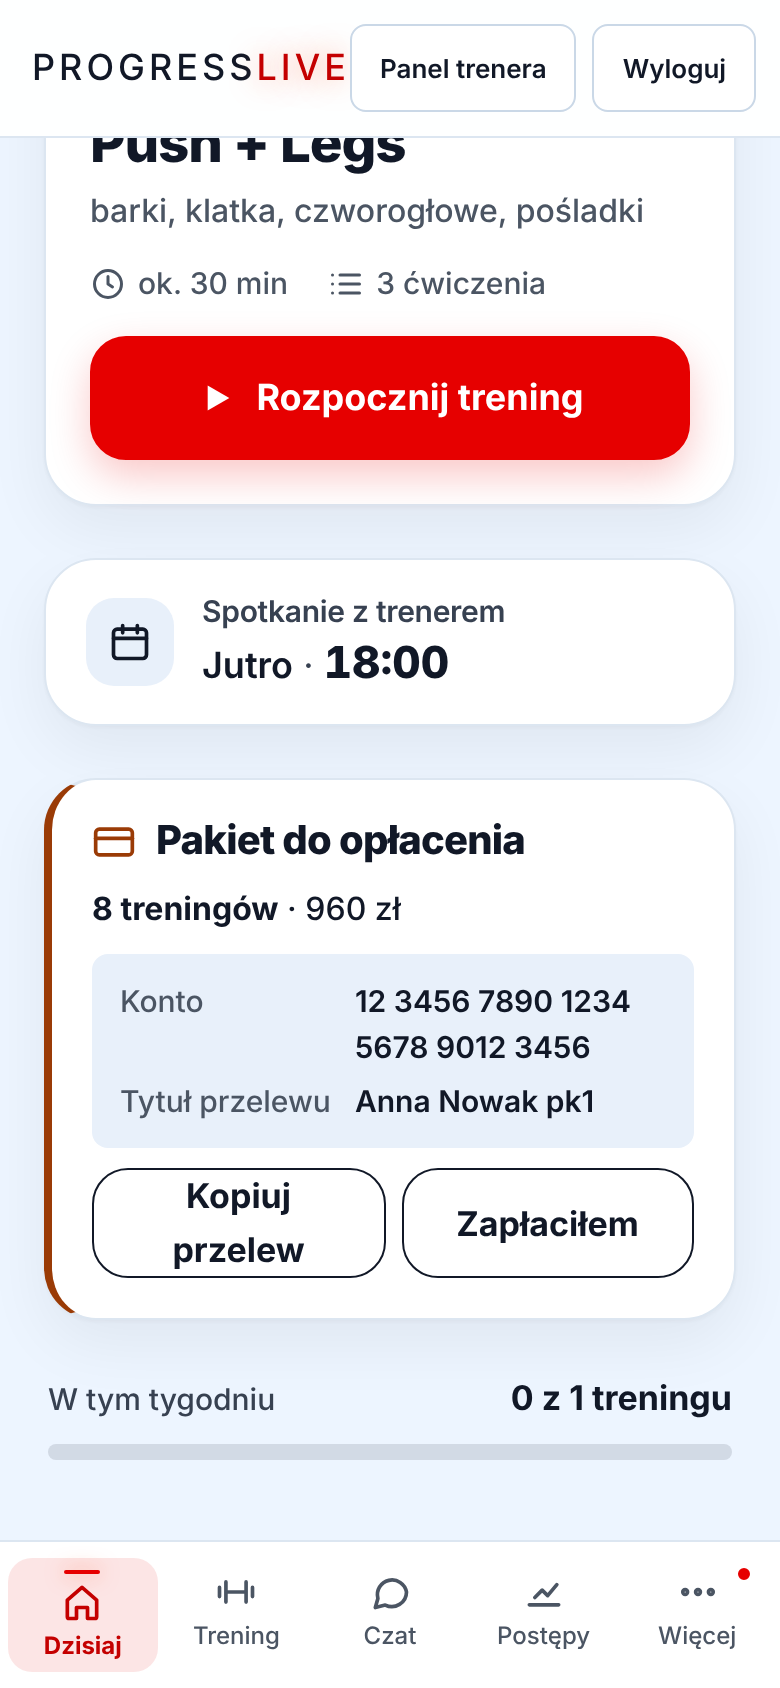 PROGRESSLIVE
Panel trenera
Wyloguj
Push + Legs
barki, klatka, czworogłowe, pośladki
ok. 30 min
3 ćwiczenia
Rozpocznij trening
Spotkanie z trenerem
Jutro · 18:00
Pakiet do opłacenia
8 treningów · 960 zł
Konto
12 3456 7890 1234
5678 9012 3456
Tytuł przelewu
Anna Nowak pk1
Kopiuj
przelew
Zapłaciłem
W tym tygodniu
0 z 1 treningu
Dzisiaj
Trening
Czat
Postępy
Więcej